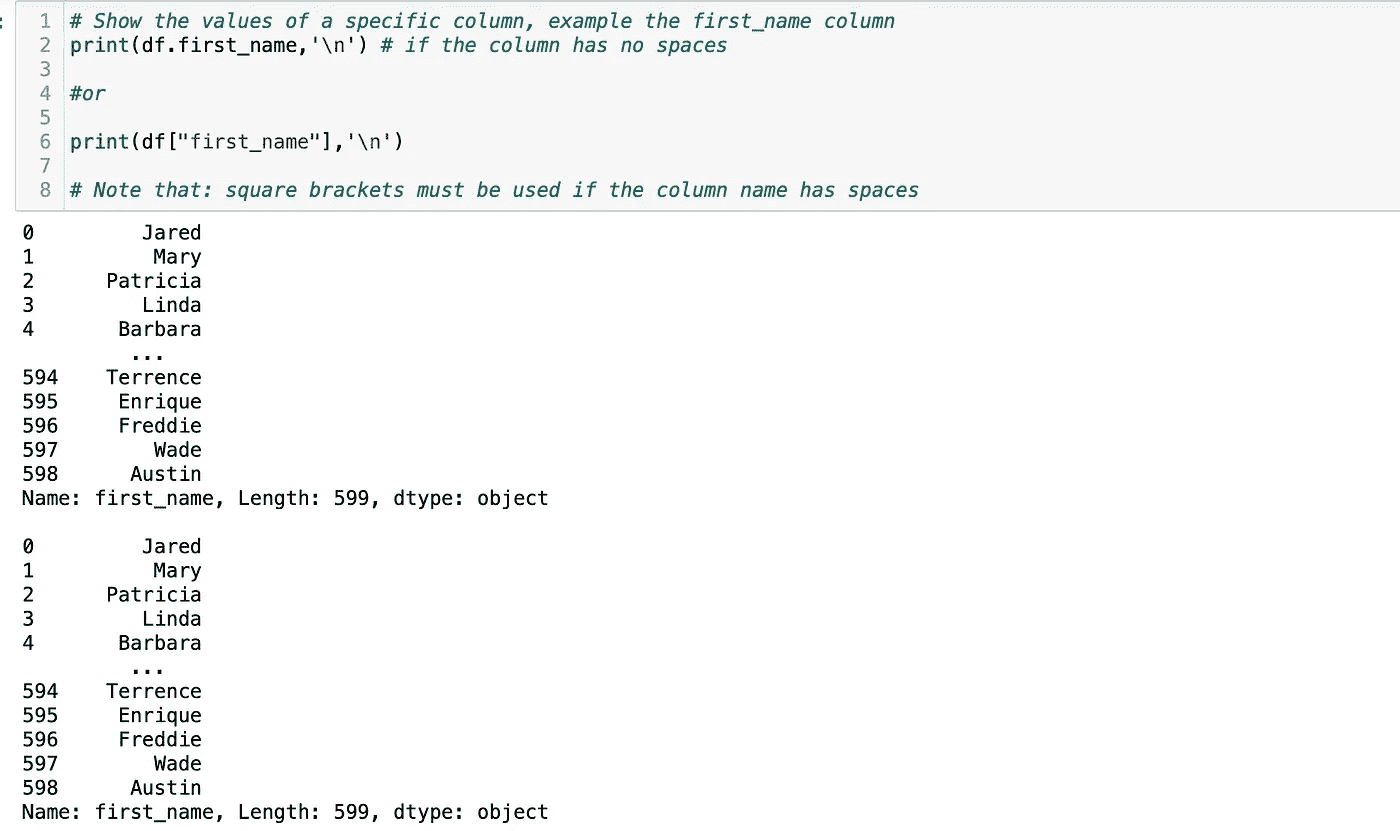 1 # Show the values of a specific column, example the first_name column
2 print(df.first_name,'\n') # if the column has no spaces
3
4 #or
5
6 print(df["first_name"],'\n')
7
8 # Note that: square brackets must be used if the column name has spaces
0 Jared
1 Mary
2 Patricia
3 Linda
4 Barbara
...
594 Terrence
595 Enrique
596 Freddie
597 Wade
598 Austin
Name: first_name, Length: 599, dtype: object
0 Jared
1 Mary
2 Patricia
3 Linda
4 Barbara
...
594 Terrence
595 Enrique
596 Freddie
597 Wade
598 Austin
Name: first_name, Length: 599, dtype: object